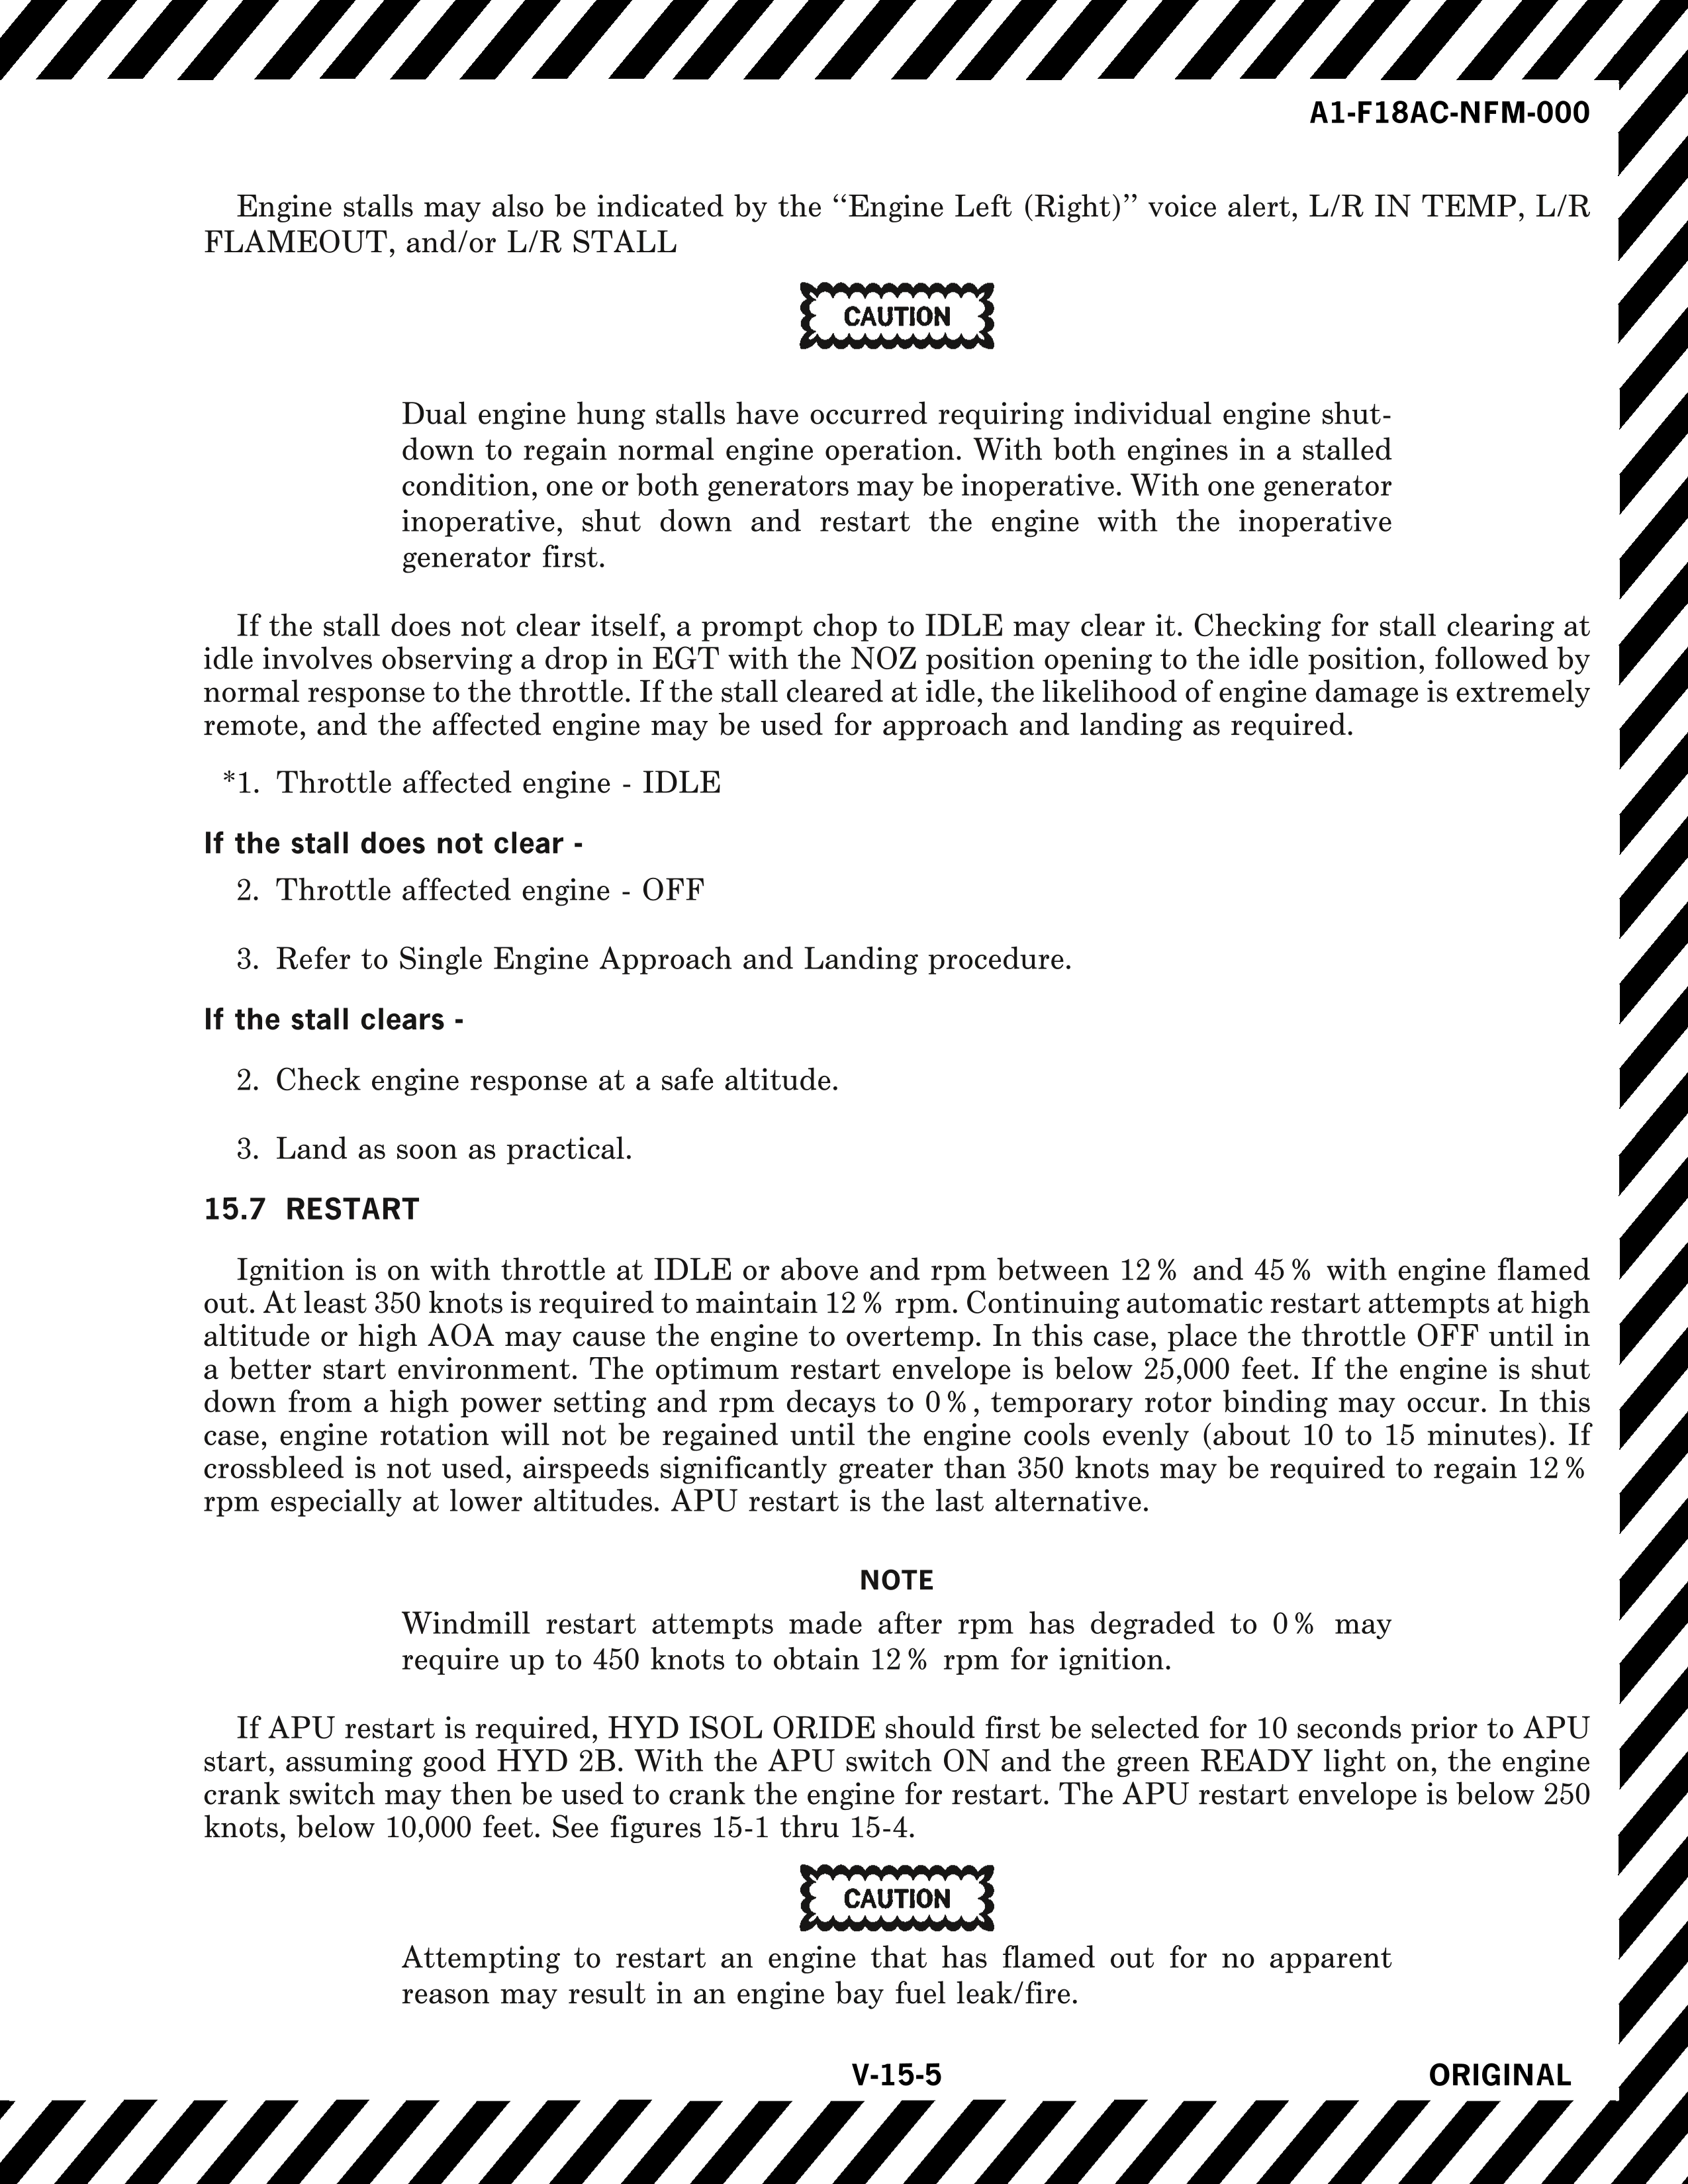 A1-F18AC-NFM-000
Engine stalls may also be indicated by the ‘‘Engine Left (Right)’’ voice alert, L/R IN TEMP, L/R
FLAMEOUT, and/or L/R STALL
CAUTION
Dual engine hung stalls have occurred requiring individual engine shut-
down to regain normal engine operation. With both engines in a stalled
condition, one or both generators may be inoperative. With one generator
inoperative, shut down and restart the engine with the inoperative
generator first.
If the stall does not clear itself, a prompt chop to IDLE may clear it. Checking for stall clearing at
idle involves observing a drop in EGT with the NOZ position opening to the idle position, followed by
normal response to the throttle. If the stall cleared at idle, the likelihood of engine damage is extremely
remote, and the affected engine may be used for approach and landing as required.
*1. Throttle affected engine - IDLE
If the stall does not clear -
2. Throttle affected engine - OFF
3. Refer to Single Engine Approach and Landing procedure.
If the stall clears -
2. Check engine response at a safe altitude.
3. Land as soon as practical.
15.7 RESTART
Ignition is on with throttle at IDLE or above and rpm between 12% and 45% with engine flamed
out. At least 350 knots is required to maintain 12% rpm. Continuing automatic restart attempts at high
altitude or high AOA may cause the engine to overtemp. In this case, place the throttle OFF until in
a better start environment. The optimum restart envelope is below 25,000 feet. If the engine is shut
down from a high power setting and rpm decays to 0%, temporary rotor binding may occur. In this
case, engine rotation will not be regained until the engine cools evenly (about 10 to 15 minutes). If
crossbleed is not used, airspeeds significantly greater than 350 knots may be required to regain 12%
rpm especially at lower altitudes. APU restart is the last alternative.
NOTE
Windmill restart attempts made after rpm has degraded to 0% may
require up to 450 knots to obtain 12% rpm for ignition.
If APU restart is required, HYD ISOL ORIDE should first be selected for 10 seconds prior to APU
start, assuming good HYD 2B. With the APU switch ON and the green READY light on, the engine
crank switch may then be used to crank the engine for restart. The APU restart envelope is below 250
knots, below 10,000 feet. See figures 15-1 thru 15-4.
CAUTION
Attempting to restart an engine that has flamed out for no apparent
reason may result in an engine bay fuel leak/fire.
V-15-5
ORIGINAL